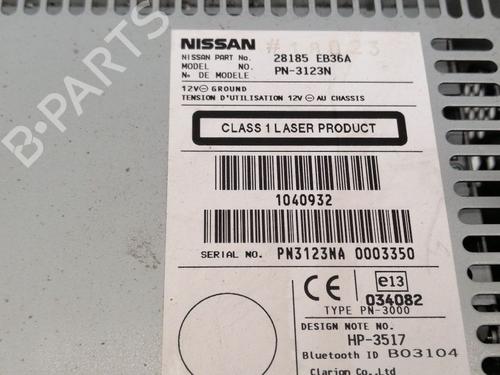 NISSAN #18023
NISSAN PART No. 28185 EB36A
MODEL NO. PN-3123N
No DE MODELE
12V⊖ GROUND
TENSION D'UTILISATION 12V⊖ AU CHASSIS
CLASS 1 LASER PRODUCT
1040932
SERIAL NO. PN3123NA 0003350
CE e13
034082
TYPE PN-3000
DESIGN NOTE NO.
HP-3517
Bluetooth ID B03104
Clarion Co.,Ltd
B-PARTS